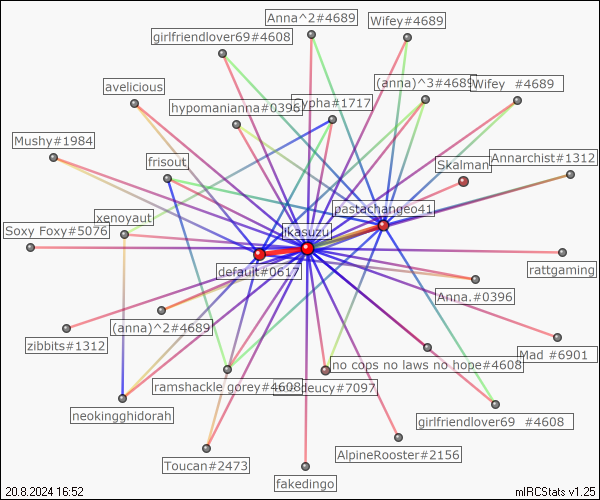 Anna^2#4689
Wifey#4689
girlfriendlover69#4608
avelicious
(anna)^3#4689
Wifey  #4689
hypomanianna#0396
Cypha#1717
Mushy#1984
frisout
Skalman
Annarchist#1312
xenoyaut
pastachangeo41
Soxy Foxy#5076
jkasuzu
default#0617
rattgaming
Anna.#0396
(anna)^2#4689
zibbits#1312
Mad #6901
no cops no laws no hope#4608
ramshackle gorey#4608
deucy#7097
neokingghidorah
girlfriendlover69  #4608
AlpineRooster#2156
Toucan#2473
fakedingo
20.8.2024 16:52
mIRCStats v1.25